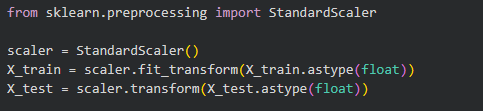 from sklearn.preprocessing import StandardScaler
scaler = StandardScaler()
X_train = scaler.fit_transform(X_train.astype(float))
X_test = scaler.transform(X_test.astype(float))